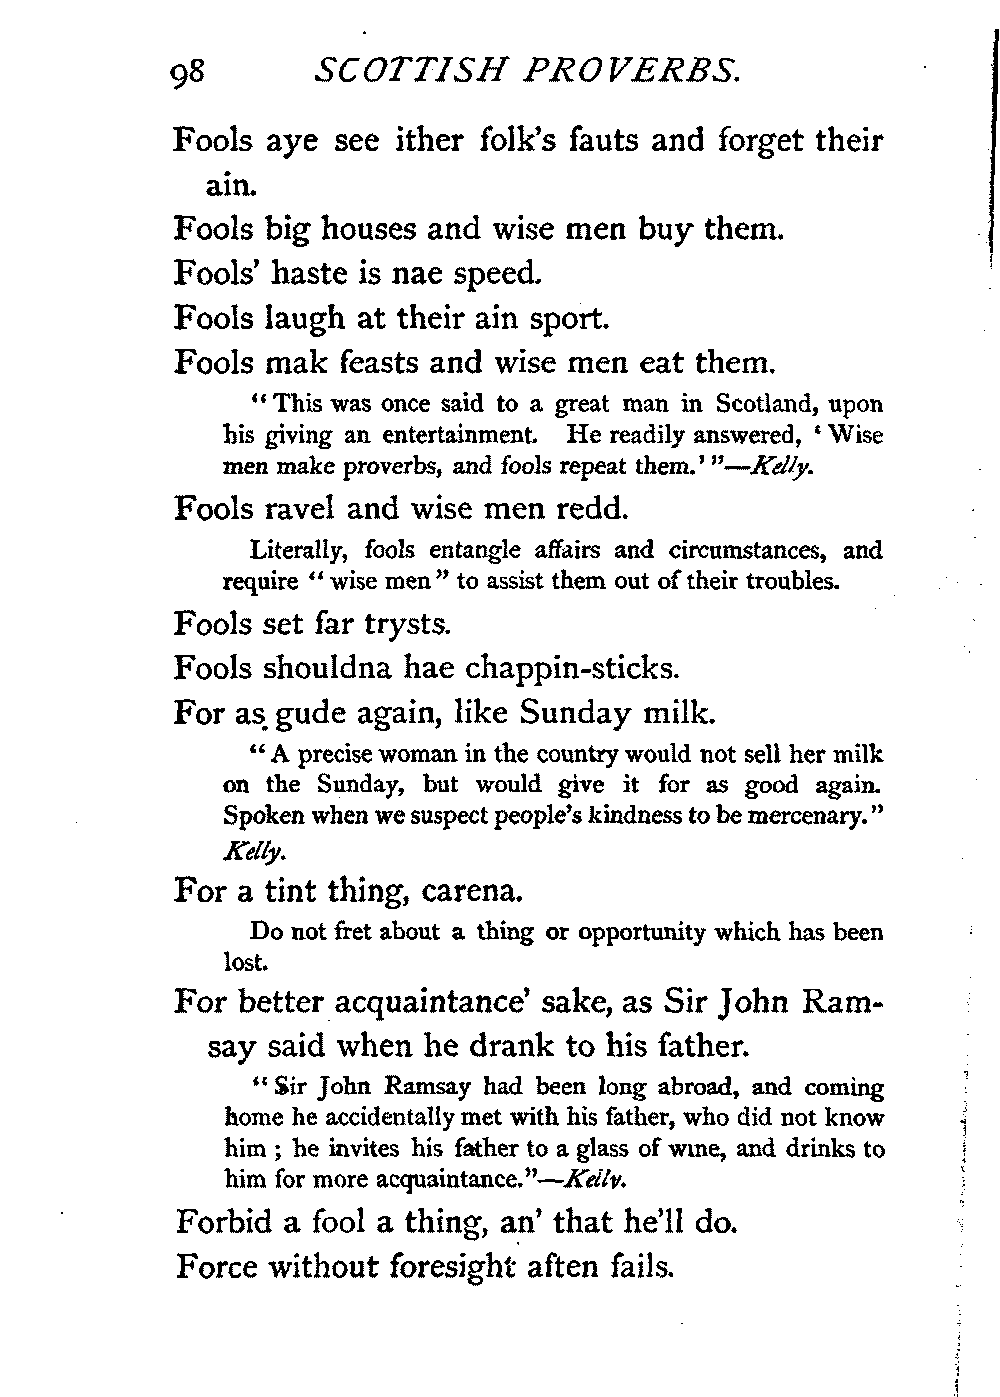 98 SCOTTISH PROVERBS.
Fools aye see ither folk's fauts and forget their
ain.
Fools big houses and wise men buy them.
Fools' haste is nae speed.
Fools laugh at their ain sport.
Fools mak feasts and wise men eat them.
"This was once said to a great man in Scotland, upon
his giving an entertainment. He readily answered, 'Wise
men make proverbs, and fools repeat them.'"—Kelly.
Fools ravel and wise men redd.
Literally, fools entangle affairs and circumstances, and
require "wise men" to assist them out of their troubles.
Fools set far trysts.
Fools shouldna hae chappin-sticks.
For as gude again, like Sunday milk.
"A precise woman in the country would not sell her milk
on the Sunday, but would give it for as good again.
Spoken when we suspect people's kindness to be mercenary."
Kelly.
For a tint thing, carena.
Do not fret about a thing or opportunity which has been
lost.
For better acquaintance' sake, as Sir John Ram-
say said when he drank to his father.
"Sir John Ramsay had been long abroad, and coming
home he accidentally met with his father, who did not know
him ; he invites his father to a glass of wine, and drinks to
him for more acquaintance."—Kelly.
Forbid a fool a thing, an' that he'll do.
Force without foresight aften fails.